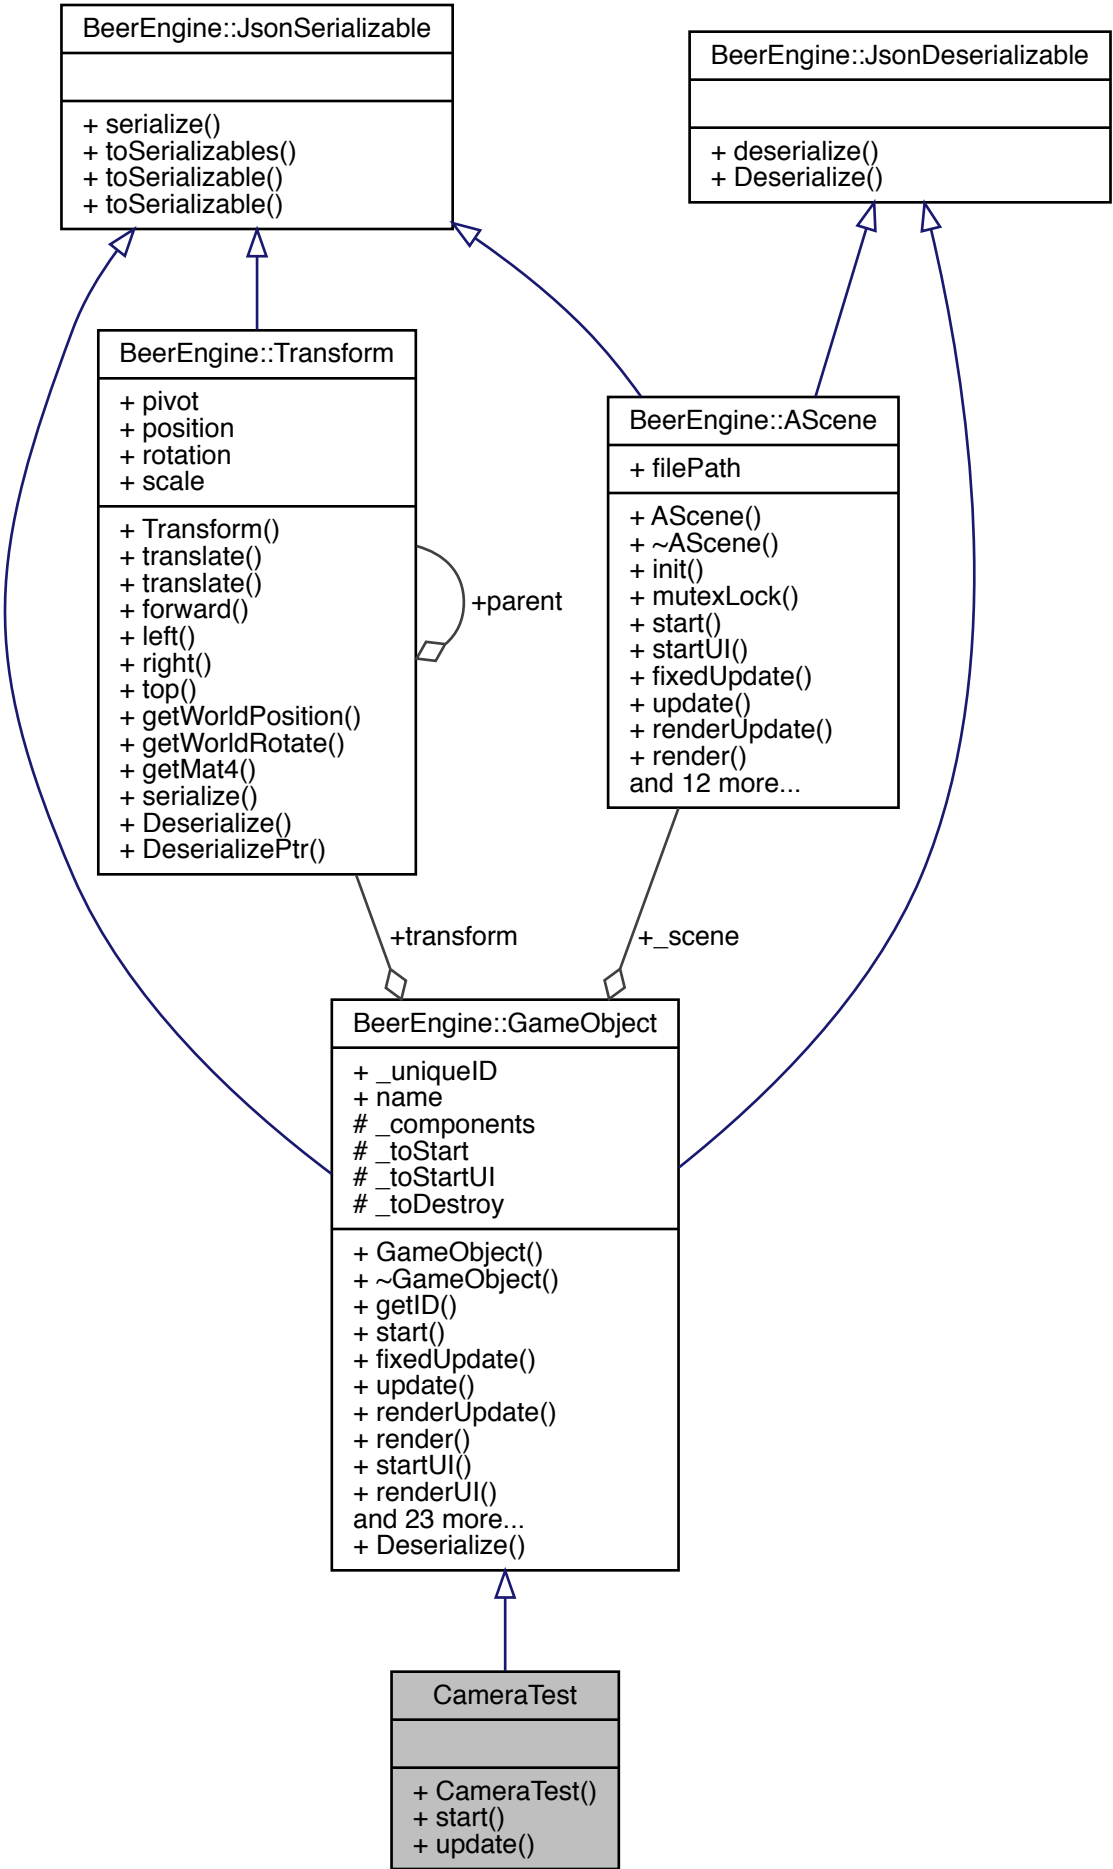 BeerEngine::JsonSerializable
+ serialize()
+ toSerializables()
+ toSerializable()
+ toSerializable()
BeerEngine::JsonDeserializable
+ deserialize()
+ Deserialize()
BeerEngine::Transform
+ pivot
+ position
+ rotation
+ scale
+ Transform()
+ translate()
+ translate()
+ forward()
+ left()
+ right()
+ top()
+ getWorldPosition()
+ getWorldRotate()
+ getMat4()
+ serialize()
+ Deserialize()
+ DeserializePtr()
+parent
BeerEngine::AScene
+ filePath
+ AScene()
+ ~AScene()
+ init()
+ mutexLock()
+ start()
+ startUI()
+ fixedUpdate()
+ update()
+ renderUpdate()
+ render()
and 12 more...
+transform
+_scene
BeerEngine::GameObject
+ _uniqueID
+ name
# _components
# _toStart
# _toStartUI
# _toDestroy
+ GameObject()
+ ~GameObject()
+ getID()
+ start()
+ fixedUpdate()
+ update()
+ renderUpdate()
+ render()
+ startUI()
+ renderUI()
and 23 more...
+ Deserialize()
CameraTest
+ CameraTest()
+ start()
+ update()